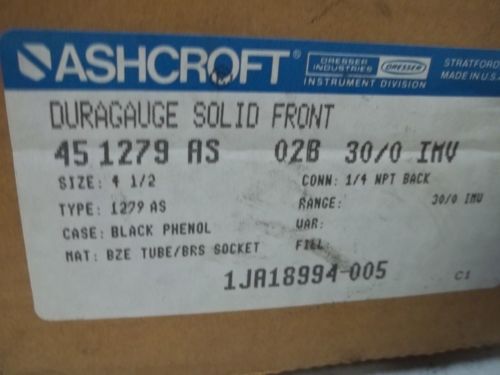 ASHCROFT®
DRESSER INDUSTRIES
DRESSER
INSTRUMENT DIVISION
STRATFORD
MADE IN U.S.
DURAGAUGE SOLID FRONT
45 1279 AS 02B 30/0 IMV
SIZE: 4 1/2 CONN: 1/4 NPT BACK
TYPE: 1279 AS RANGE: 30/0 IMV
CASE: BLACK PHENOL VAR:
MAT: BZE TUBE/BRS SOCKET FILL:
1JA18994-005 C1